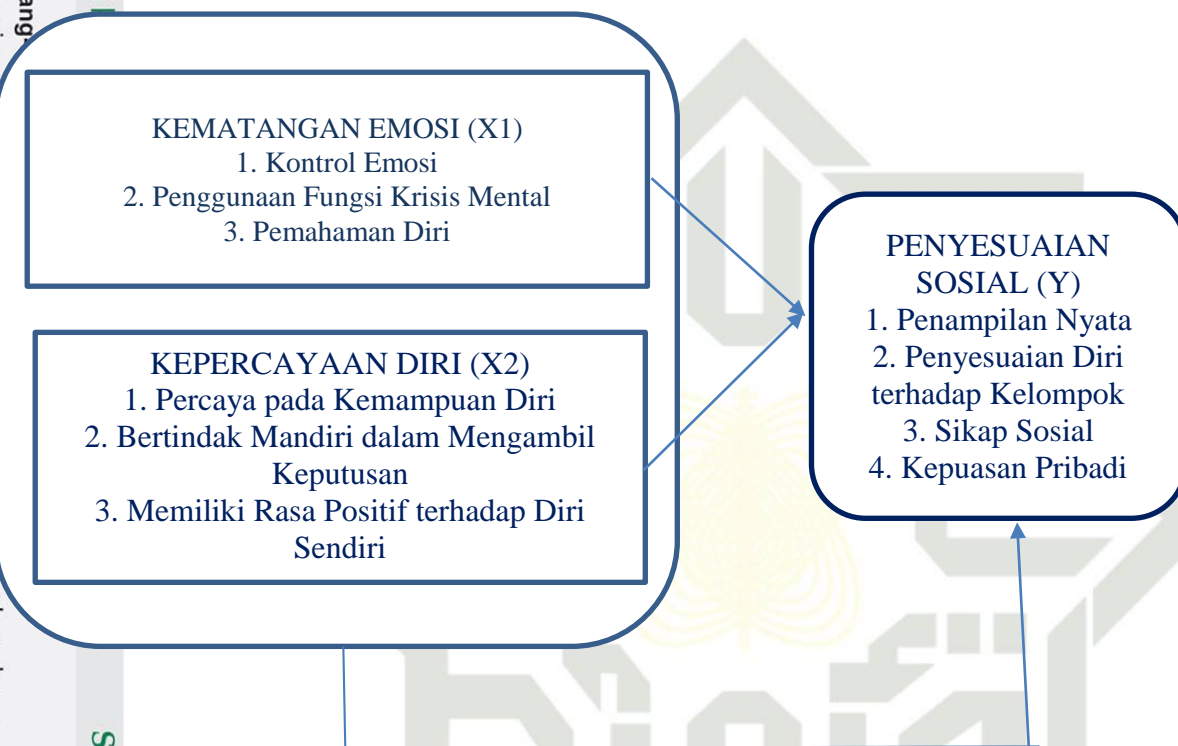 ang-
KEMATANGAN EMOSI (X1)
1. Kontrol Emosi
2. Penggunaan Fungsi Krisis Mental
3. Pemahaman Diri
KEPERCAYAAN DIRI (X2)
1. Percaya pada Kemampuan Diri
2. Bertindak Mandiri dalam Mengambil
Keputusan
3. Memiliki Rasa Positif terhadap Diri
Sendiri
PENYESUAIAN
SOSIAL (Y)
1. Penampilan Nyata
2. Penyesuaian Diri
terhadap Kelompok
3. Sikap Sosial
4. Kepuasan Pribadi